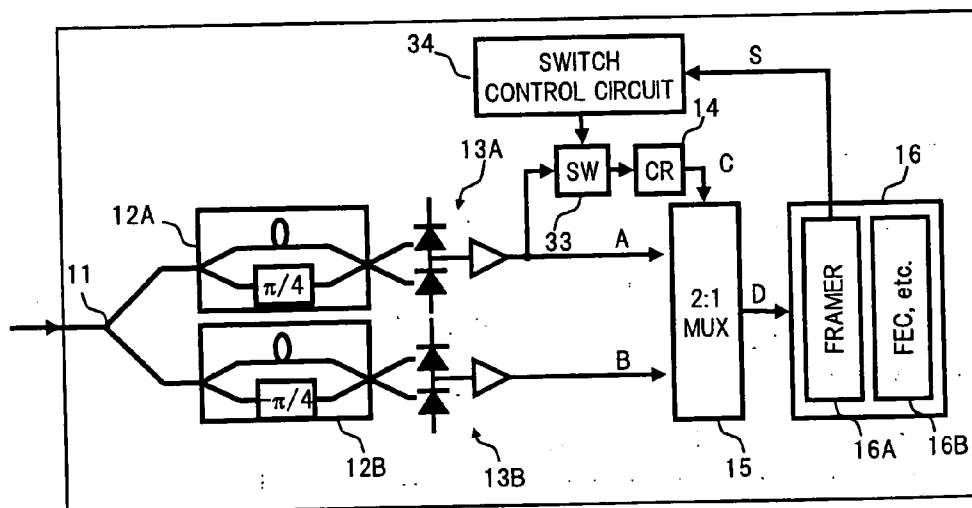 34
SWITCH
CONTROL CIRCUIT
S
14
13A
SW
CR
C
16
12A
33
A
π/4
11
2:1
MUX
D
FRAMER
FEC, etc.
B
-π/4
12B
13B
15
16A
16B